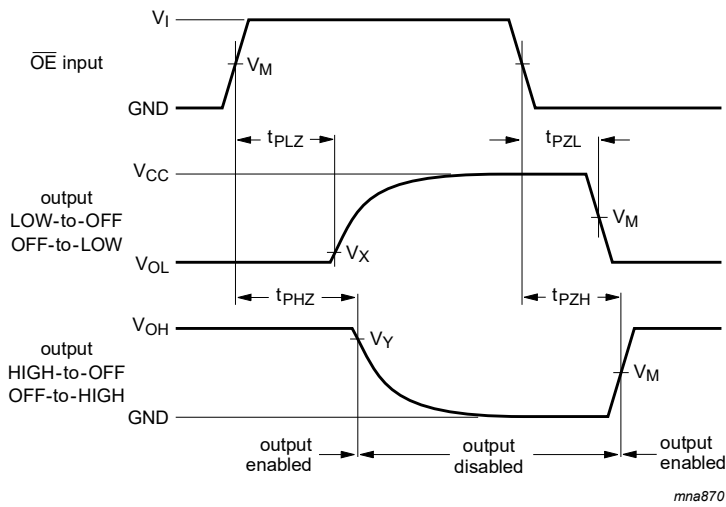 V_I
O̅E̅ input
V_M
GND
t_PLZ
t_PZL
V_CC
output
LOW-to-OFF
OFF-to-LOW
V_M
V_X
V_OL
t_PHZ
t_PZH
V_OH
output
HIGH-to-OFF
OFF-to-HIGH
V_Y
V_M
GND
output
enabled
output
disabled
output
enabled
mna870